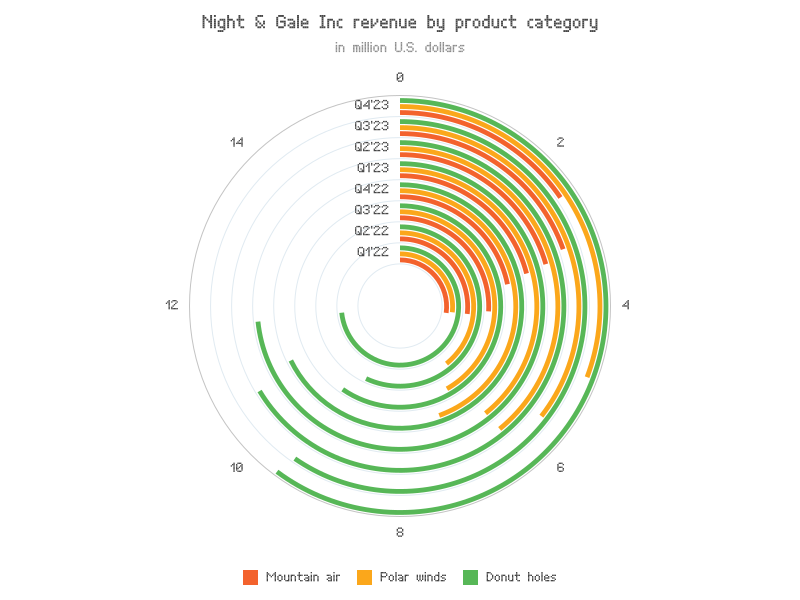 Night & Gale Inc revenue by product category
in million U.S. dollars
0
Q4'23
Q3'23
14
2
Q2'23
Q1'23
Q4'22
Q3'22
Q2'22
Q1'22
12
4
10
6
8
Mountain air
Polar winds
Donut holes